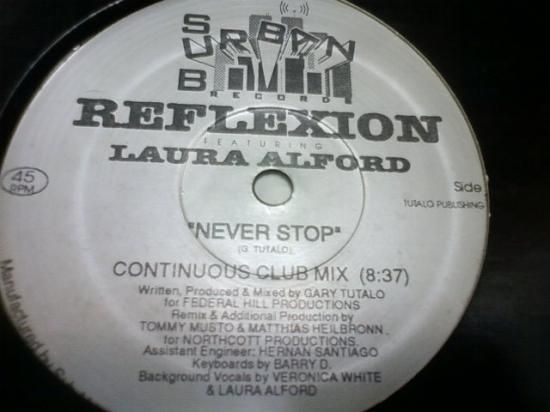 SUB URBAN
RECORDS
REFLEXION
FEATURING
LAURA ALFORD
45
RPM
Side
TUTALO PUBLISHING
"NEVER STOP"
(G. TUTALO)
CONTINUOUS CLUB MIX (8:37)
Written, Produced & Mixed by GARY TUTALO
for FEDERAL HILL PRODUCTIONS
Remix & Additional Production by
TOMMY MUSTO & MATTHIAS HEILBRONN
for NORTHCOTT PRODUCTIONS.
Assistant Engineer: HERNAN SANTIAGO
Keyboards by BARRY D.
Background Vocals by VERONICA WHITE
& LAURA ALFORD
Manufactured by